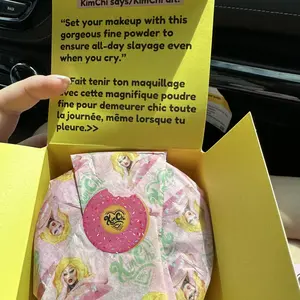 KimChi says/KimChi dit:
“Set your makeup with this
gorgeous fine powder to
ensure all-day slayage even
when you cry.”
Fait tenir ton maquillage
avec cette magnifique poudre
fine pour demeurer chic toute
la journée, même lorsque tu
pleure.>>